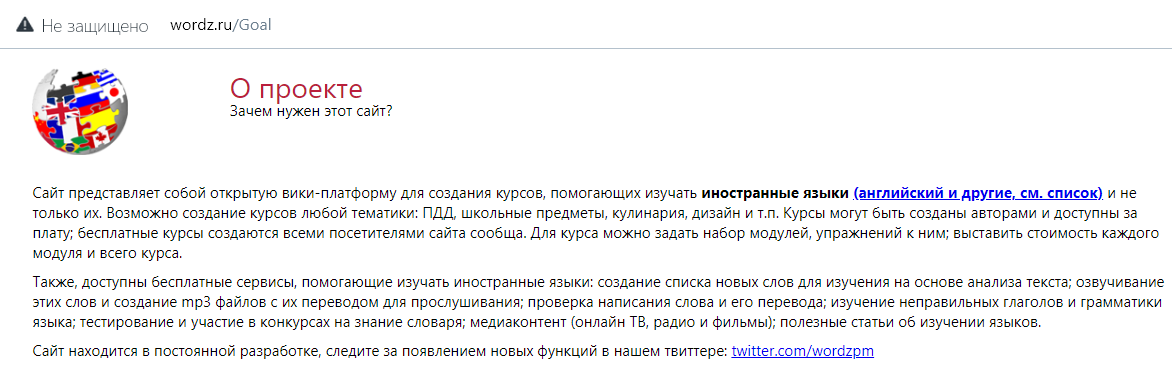 Не защищено wordz.ru/Goal
О проекте
Зачем нужен этот сайт?
Сайт представляет собой открытую вики-платформу для создания курсов, помогающих изучать иностранные языки (английский и другие, см. список) и не
только их. Возможно создание курсов любой тематики: ПДД, школьные предметы, кулинария, дизайн и т.п. Курсы могут быть созданы авторами и доступны за
плату; бесплатные курсы создаются всеми посетителями сайта сообща. Для курса можно задать набор модулей, упражнений к ним; выставить стоимость каждого
модуля и всего курса.
Также, доступны бесплатные сервисы, помогающие изучать иностранные языки: создание списка новых слов для изучения на основе анализа текста; озвучивание
этих слов и создание mp3 файлов с их переводом для прослушивания; проверка написания слова и его перевода; изучение неправильных глаголов и грамматики
языка; тестирование и участие в конкурсах на знание словаря; медиаконтент (онлайн ТВ, радио и фильмы); полезные статьи об изучении языков.
Сайт находится в постоянной разработке, следите за появлением новых функций в нашем твиттере: twitter.com/wordzpm